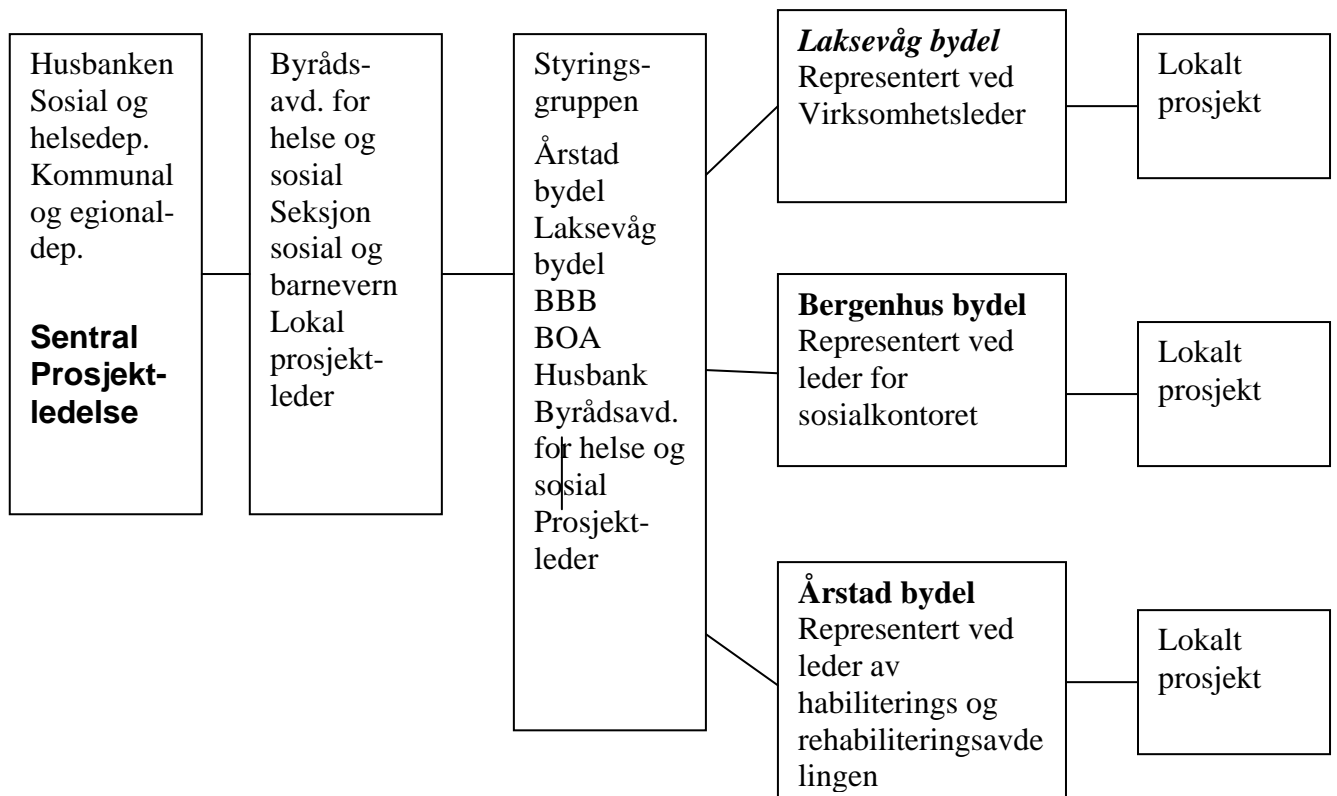 Husbanken
Sosial og
helsedep.
Kommunal
og egional-
dep.
Sentral
Prosjekt-
ledelse
Byråds-
avd. for
helse og
sosial
Seksjon
sosial og
barnevern
Lokal
prosjekt-
leder
Styrings-
gruppen
Årstad
bydel
Laksevåg
bydel
BBB
BOA
Husbank
Byrådsavd.
for helse og
sosial
Prosjekt-
leder
Laksevåg bydel
Representert ved
Virksomhetsleder
Lokalt
prosjekt
Bergenhus bydel
Representert ved
leder for
sosialkontoret
Lokalt
prosjekt
Årstad bydel
Representert ved
leder av
habiliterings og
rehabiliteringsavde
lingen
Lokalt
prosjekt